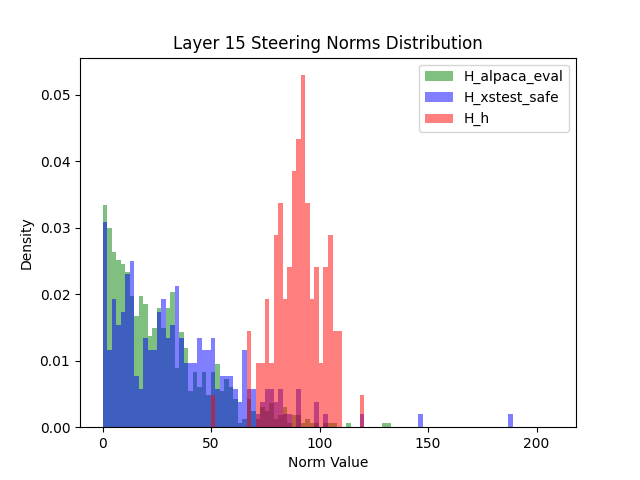 Layer 15 Steering Norms Distribution
H_alpaca_eval
H_xstest_safe
H_h
0.05
0.04
0.03
0.02
0.01
0.00
Density
0 50 100 150 200
Norm Value